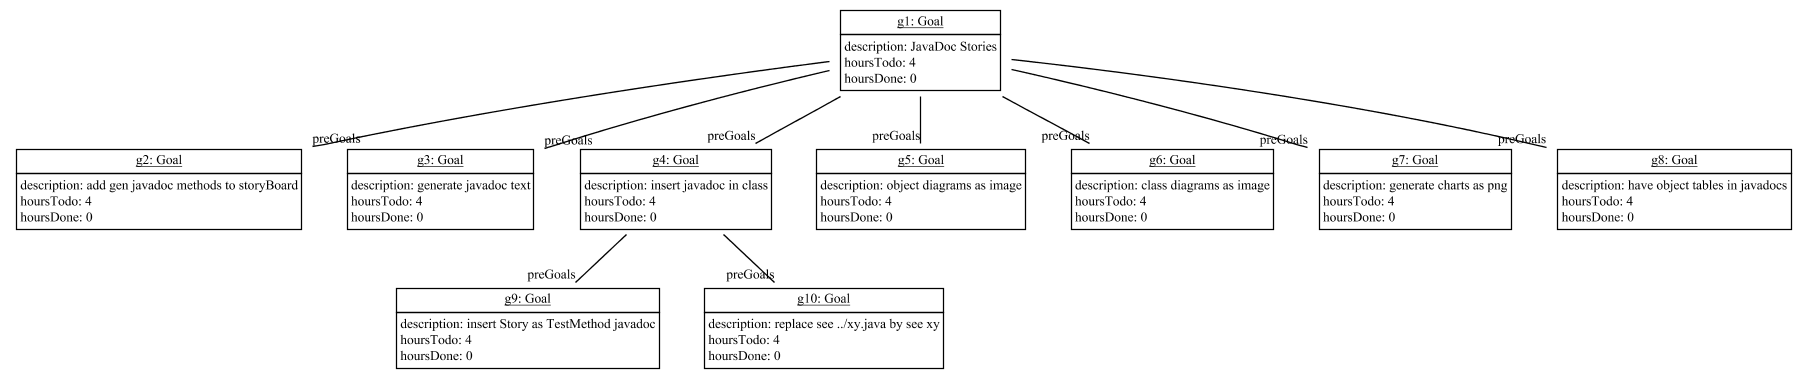 g1: Goal
description: JavaDoc Stories
hoursTodo: 4
hoursDone: 0
preGoals
preGoals
preGoals
preGoals
preGoals
preGoals
preGoals
g2: Goal
description: add gen javadoc methods to storyBoard
hoursTodo: 4
hoursDone: 0
g3: Goal
description: generate javadoc text
hoursTodo: 4
hoursDone: 0
g4: Goal
description: insert javadoc in class
hoursTodo: 4
hoursDone: 0
g5: Goal
description: object diagrams as image
hoursTodo: 4
hoursDone: 0
g6: Goal
description: class diagrams as image
hoursTodo: 4
hoursDone: 0
g7: Goal
description: generate charts as png
hoursTodo: 4
hoursDone: 0
g8: Goal
description: have object tables in javadocs
hoursTodo: 4
hoursDone: 0
preGoals
preGoals
g9: Goal
description: insert Story as TestMethod javadoc
hoursTodo: 4
hoursDone: 0
g10: Goal
description: replace see ../xy.java by see xy
hoursTodo: 4
hoursDone: 0